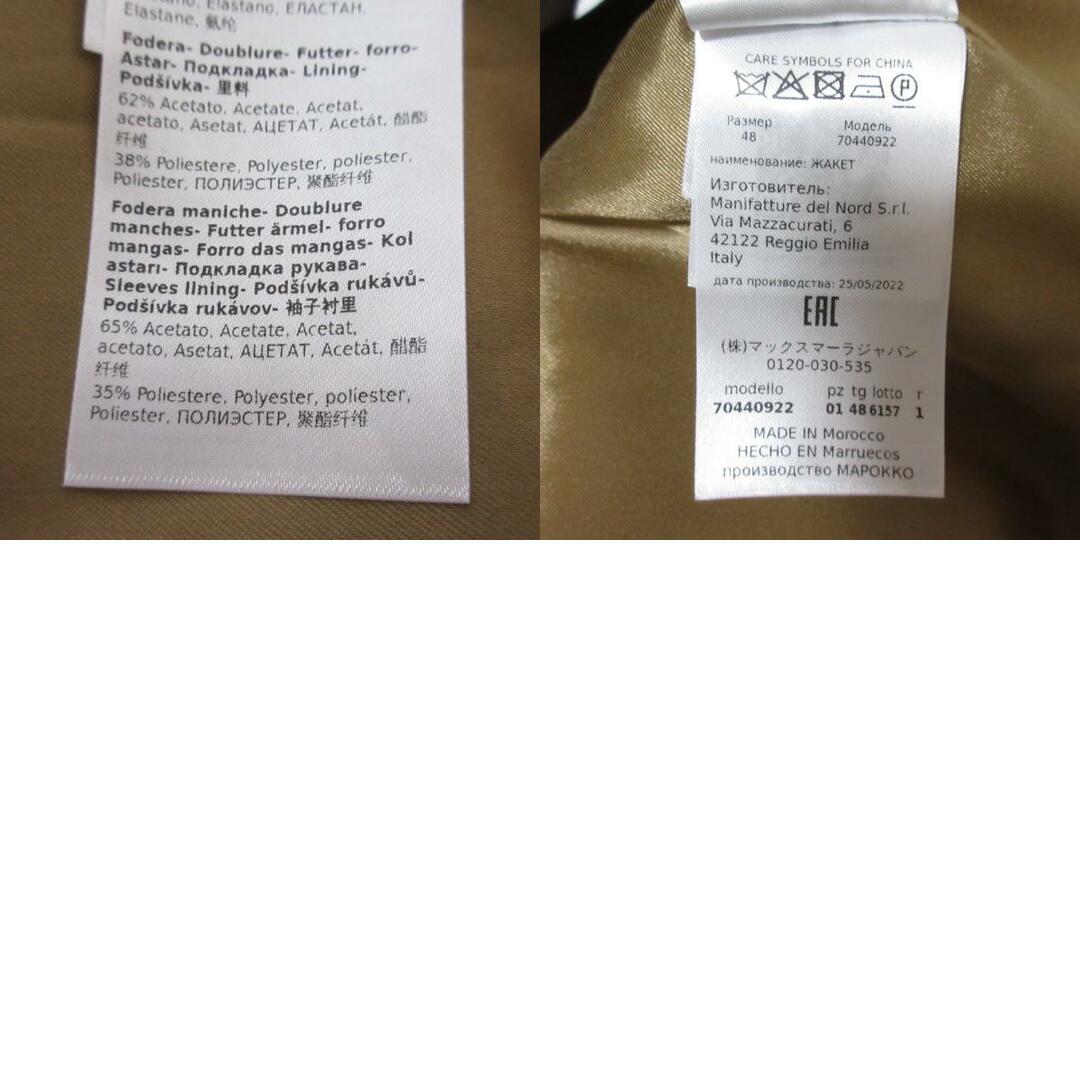 Elastano, ЕЛАСТАН,
Elastane, 氨纶
Fodera- Doublure- Futter- forro-
Astar- Подкладка- Lining-
Podšívka- 里料
62% Acetato, Acetate, Acetat,
acetato, Asetat, АЦЕТАТ, Acetát, 醋酯
纤维
38% Poliestere, Polyester, poliester,
Poliester, ПОЛИЭСТЕР, 聚酯纤维
Fodera maniche- Doublure
manches- Futter ärmel- forro
mangas- Forro das mangas- Kol
astarı- Подкладка рукава-
Sleeves lining- Podšívka rukávů-
Podšívka rukávov- 袖子衬里
65% Acetato, Acetate, Acetat,
acetato, Asetat, АЦЕТАТ, Acetát, 醋酯
纤维
35% Poliestere, Polyester, poliester,
Poliester, ПОЛИЭСТЕР, 聚酯纤维
CARE SYMBOLS FOR CHINA
P
Размер Модель
48 70440922
наименование: ЖАКЕТ
Изготовитель:
Manifatture del Nord S.r.l.
Via Mazzacurati, 6
42122 Reggio Emilia
Italy
дата производства: 25/05/2022
EAC
(株)マックスマーラジャパン
0120-030-535
modello pz tg lotto r
70440922 01 48 6157 1
MADE IN Morocco
HECHO EN Marruecos
производство МАРОККО